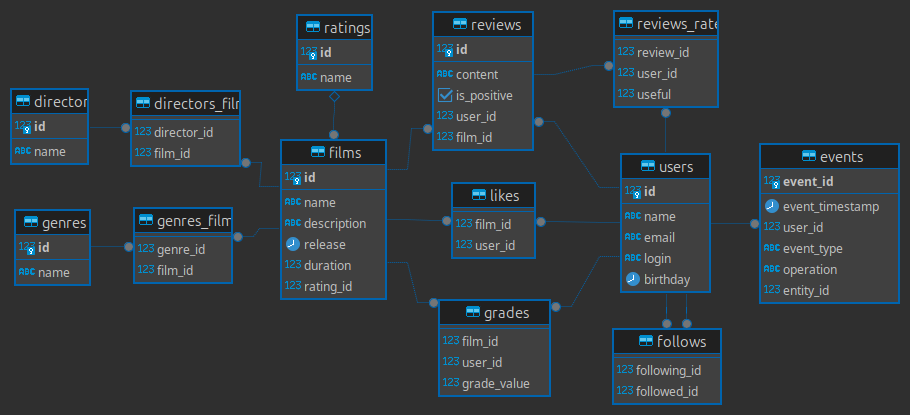 ratings
123 id
ABC name
reviews
123 id
ABC content
is_positive
123 user_id
123 film_id
reviews_rate
123 review_id
123 user_id
123 useful
director
123 id
ABC name
directors_film
123 director_id
123 film_id
films
123 id
ABC name
ABC description
release
123 duration
123 rating_id
genres
123 id
ABC name
genres_film
123 genre_id
123 film_id
likes
123 film_id
123 user_id
grades
123 film_id
123 user_id
123 grade_value
users
123 id
ABC name
ABC email
ABC login
birthday
events
123 event_id
event_timestamp
123 user_id
ABC event_type
ABC operation
123 entity_id
follows
123 following_id
123 followed_id